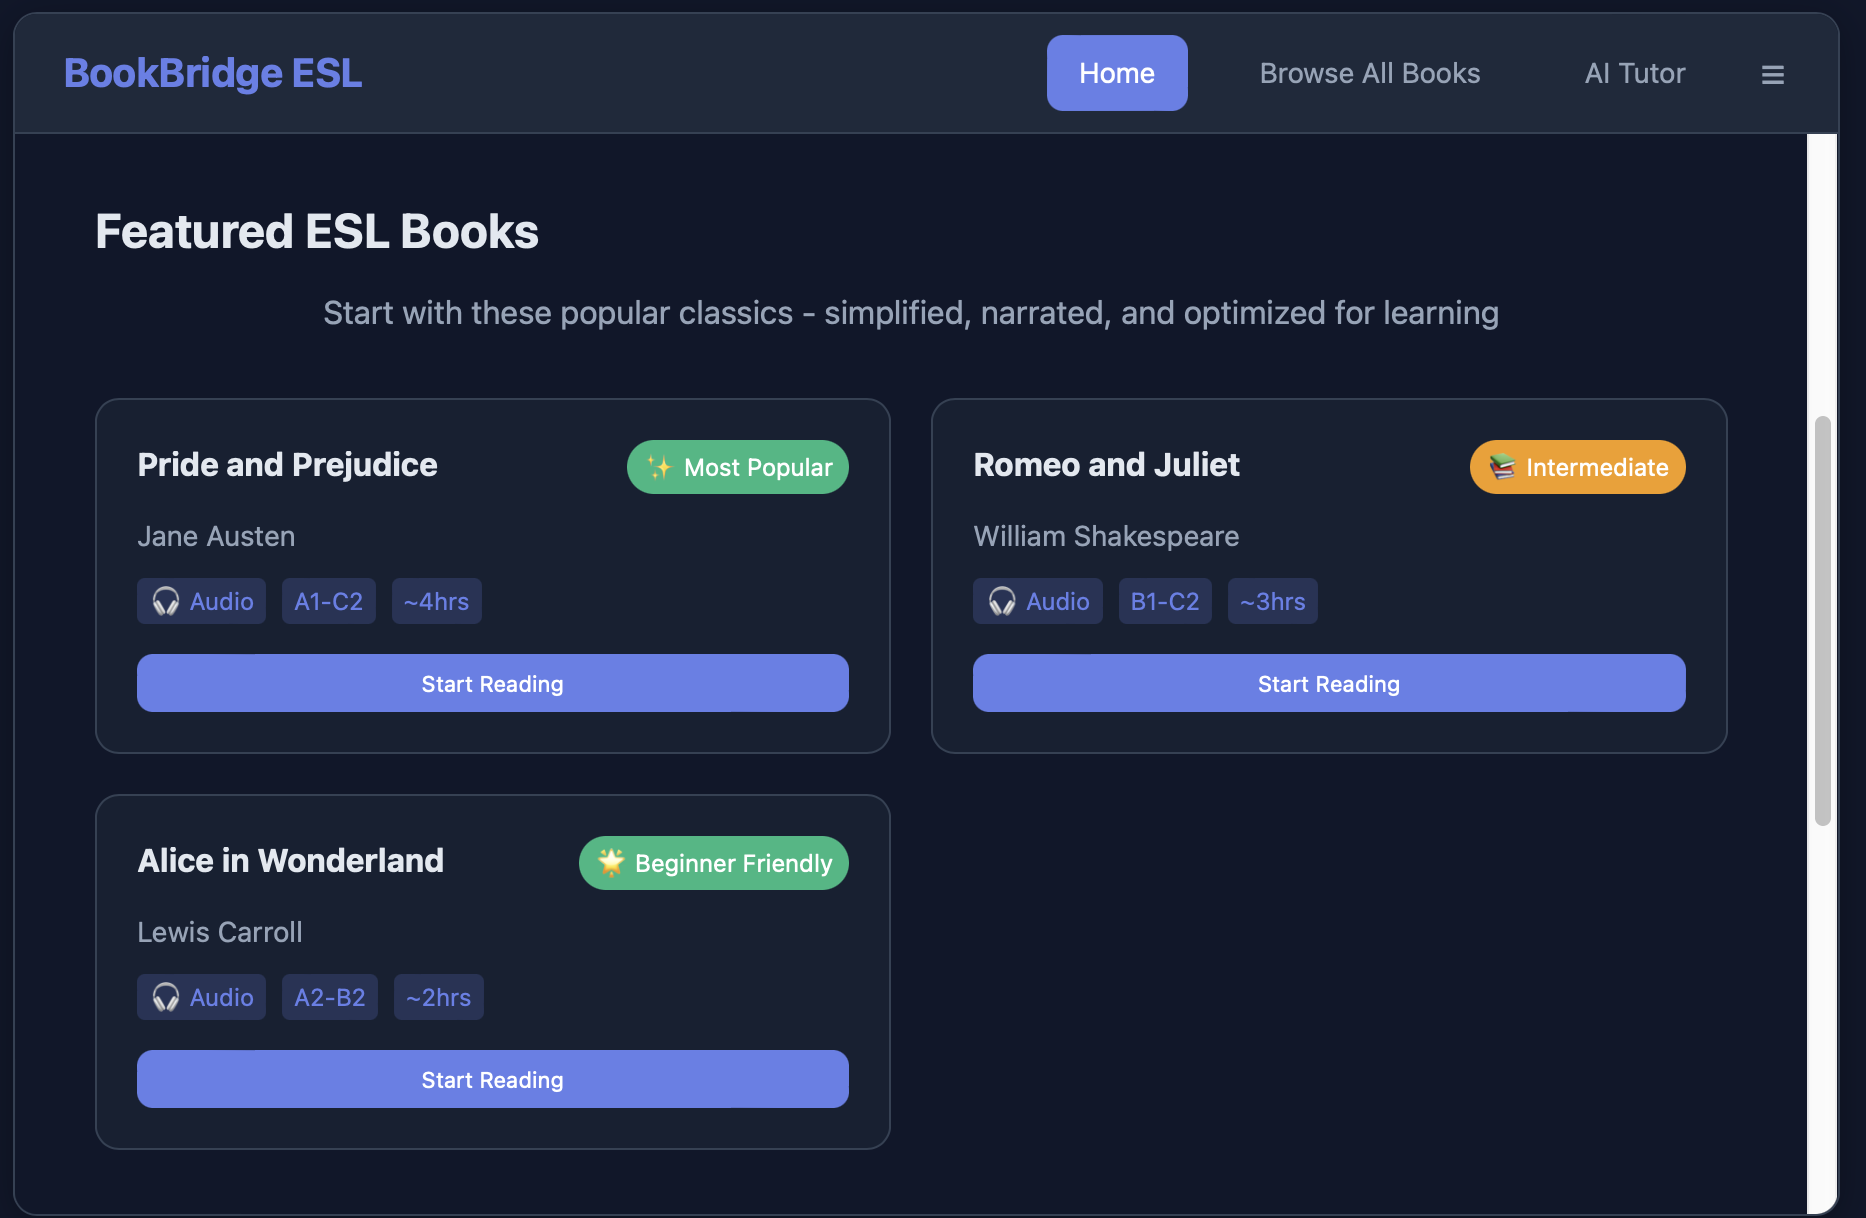 BookBridge ESL
Home
Browse All Books
AI Tutor
Featured ESL Books
Start with these popular classics - simplified, narrated, and optimized for learning
Pride and Prejudice
✨ Most Popular
Jane Austen
🎧 Audio
A1-C2
~4hrs
Start Reading
Romeo and Juliet
📚 Intermediate
William Shakespeare
🎧 Audio
B1-C2
~3hrs
Start Reading
Alice in Wonderland
🌟 Beginner Friendly
Lewis Carroll
🎧 Audio
A2-B2
~2hrs
Start Reading